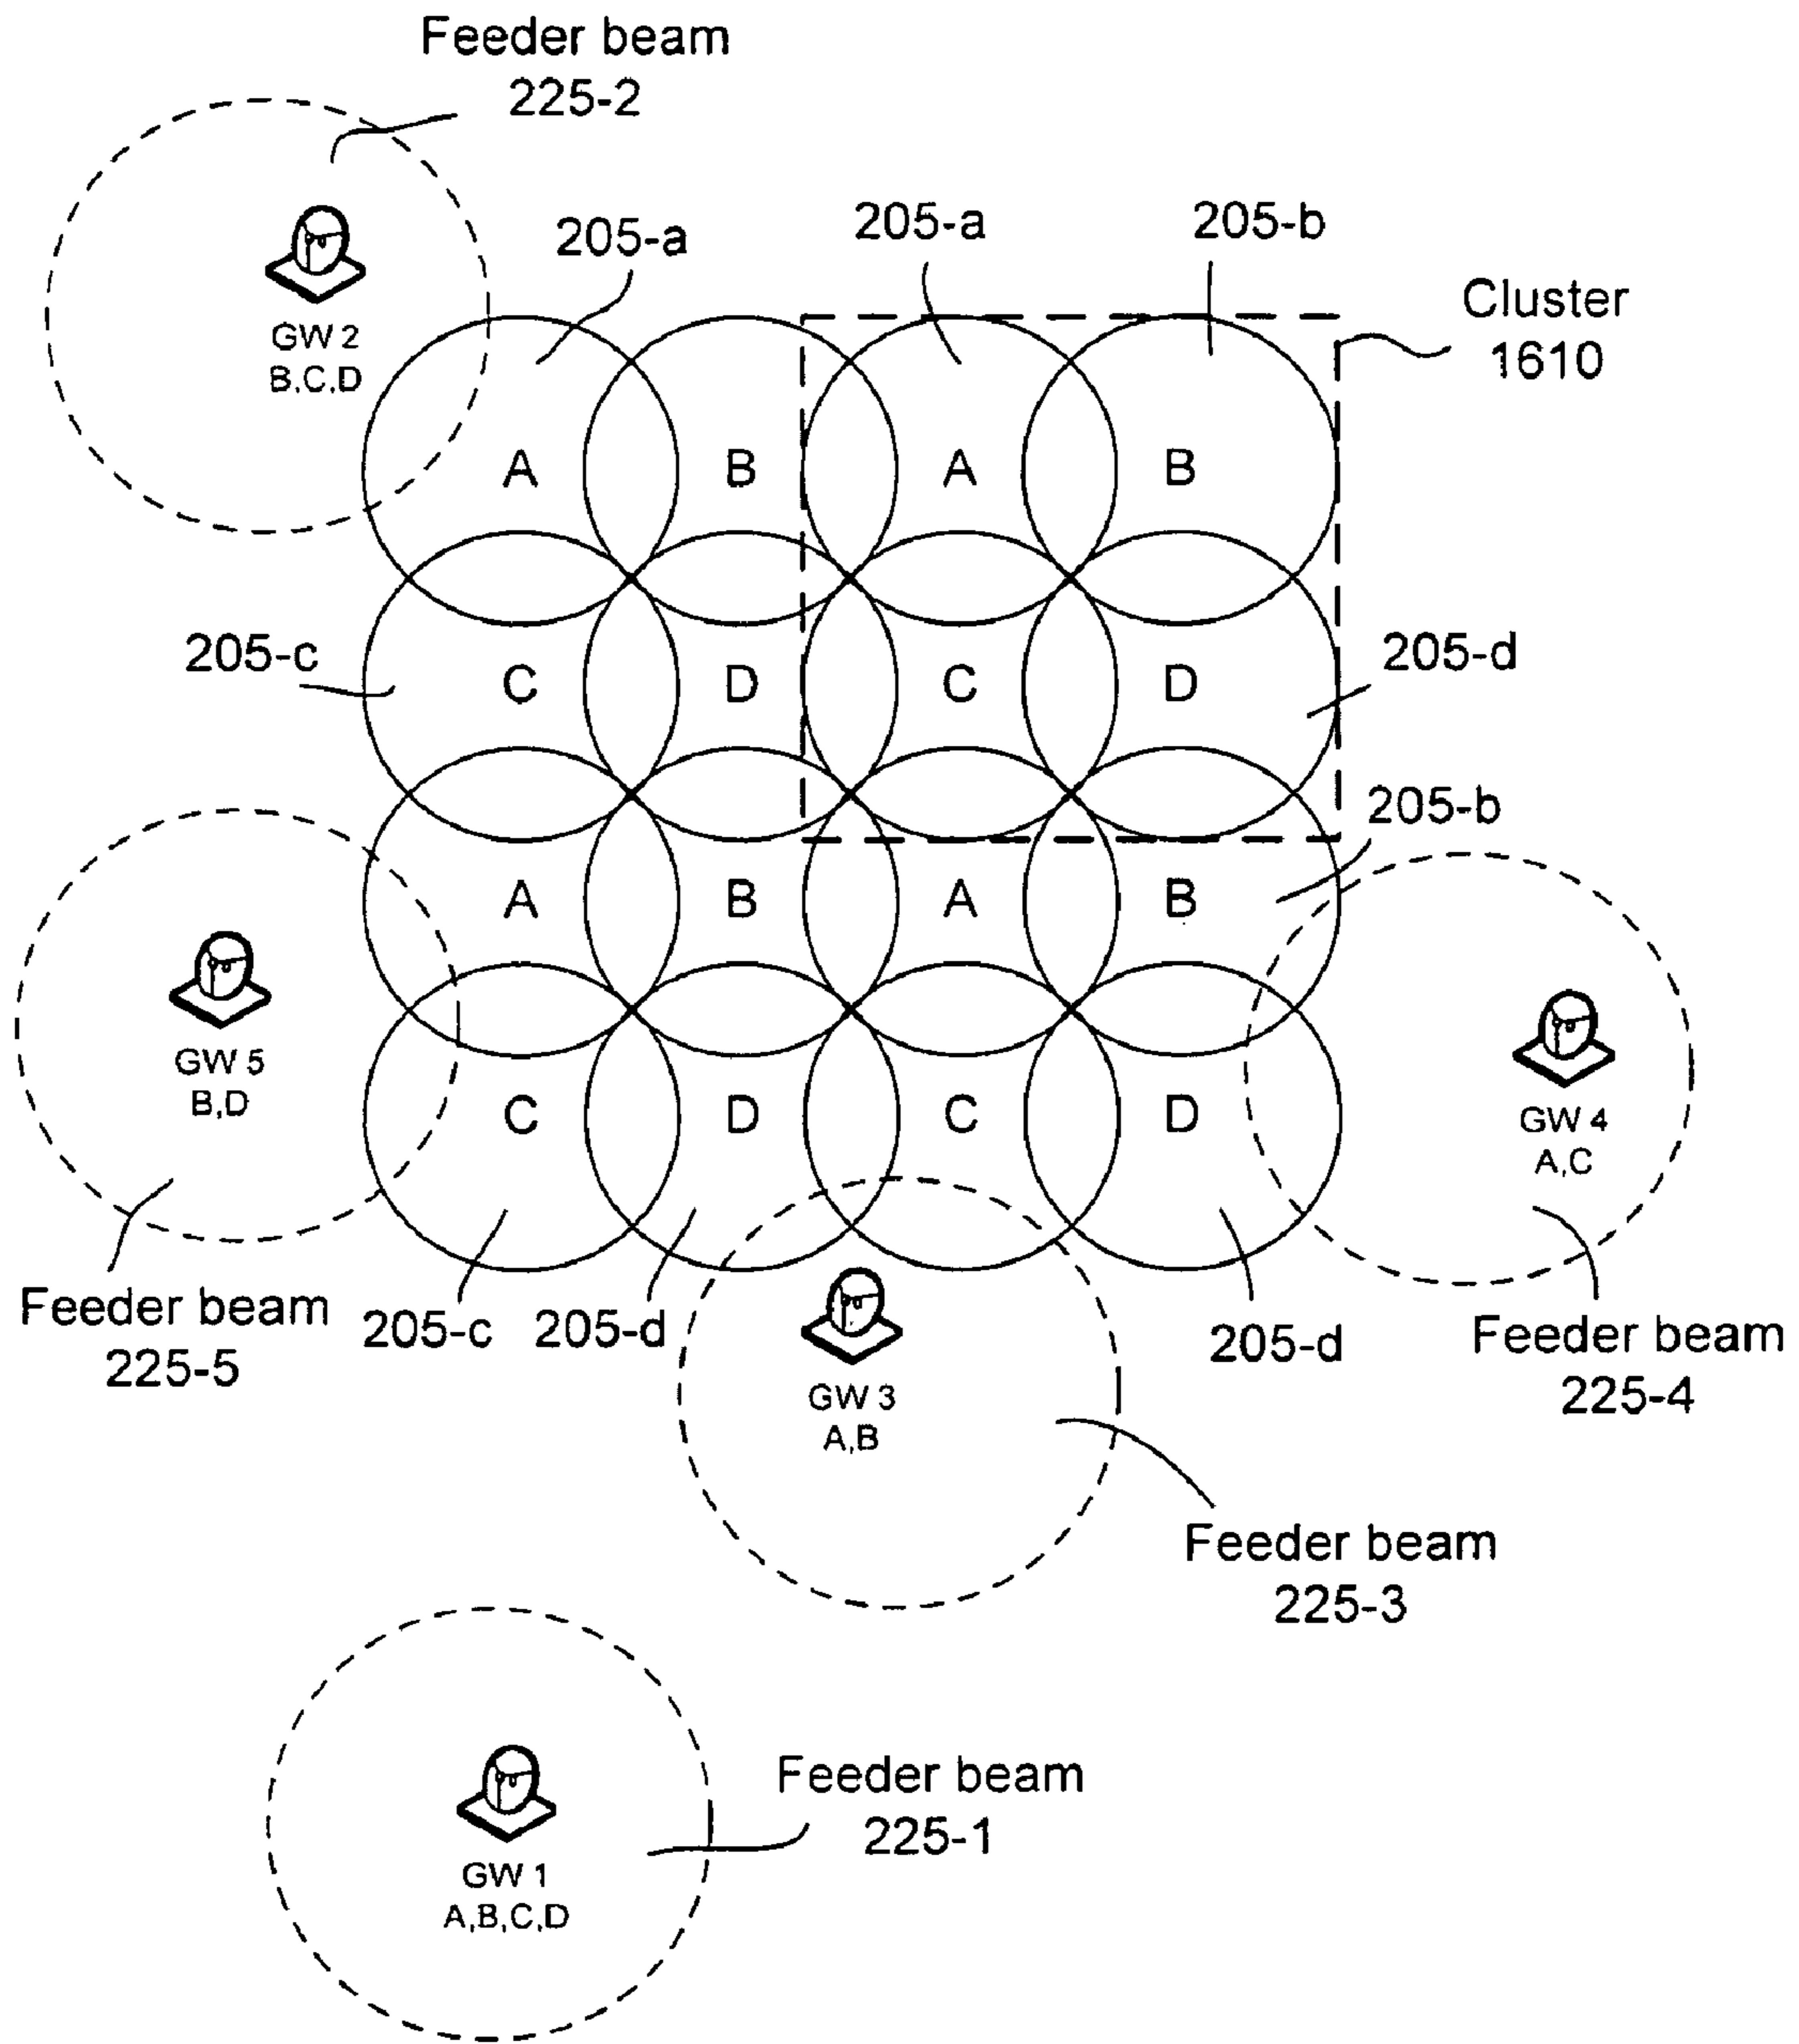 Feeder beam
225-2
205-a
205-a
205-b
Cluster
1610
GW 2
B,C,D
A B A B
205-c
C D C D
205-d
205-b
A B A B
GW 5
B,D
GW 4
A,C
C D C D
Feeder beam
225-5
205-c
205-d
205-d
Feeder beam
225-4
GW 3
A,B
Feeder beam
225-3
Feeder beam
225-1
GW 1
A,B,C,D